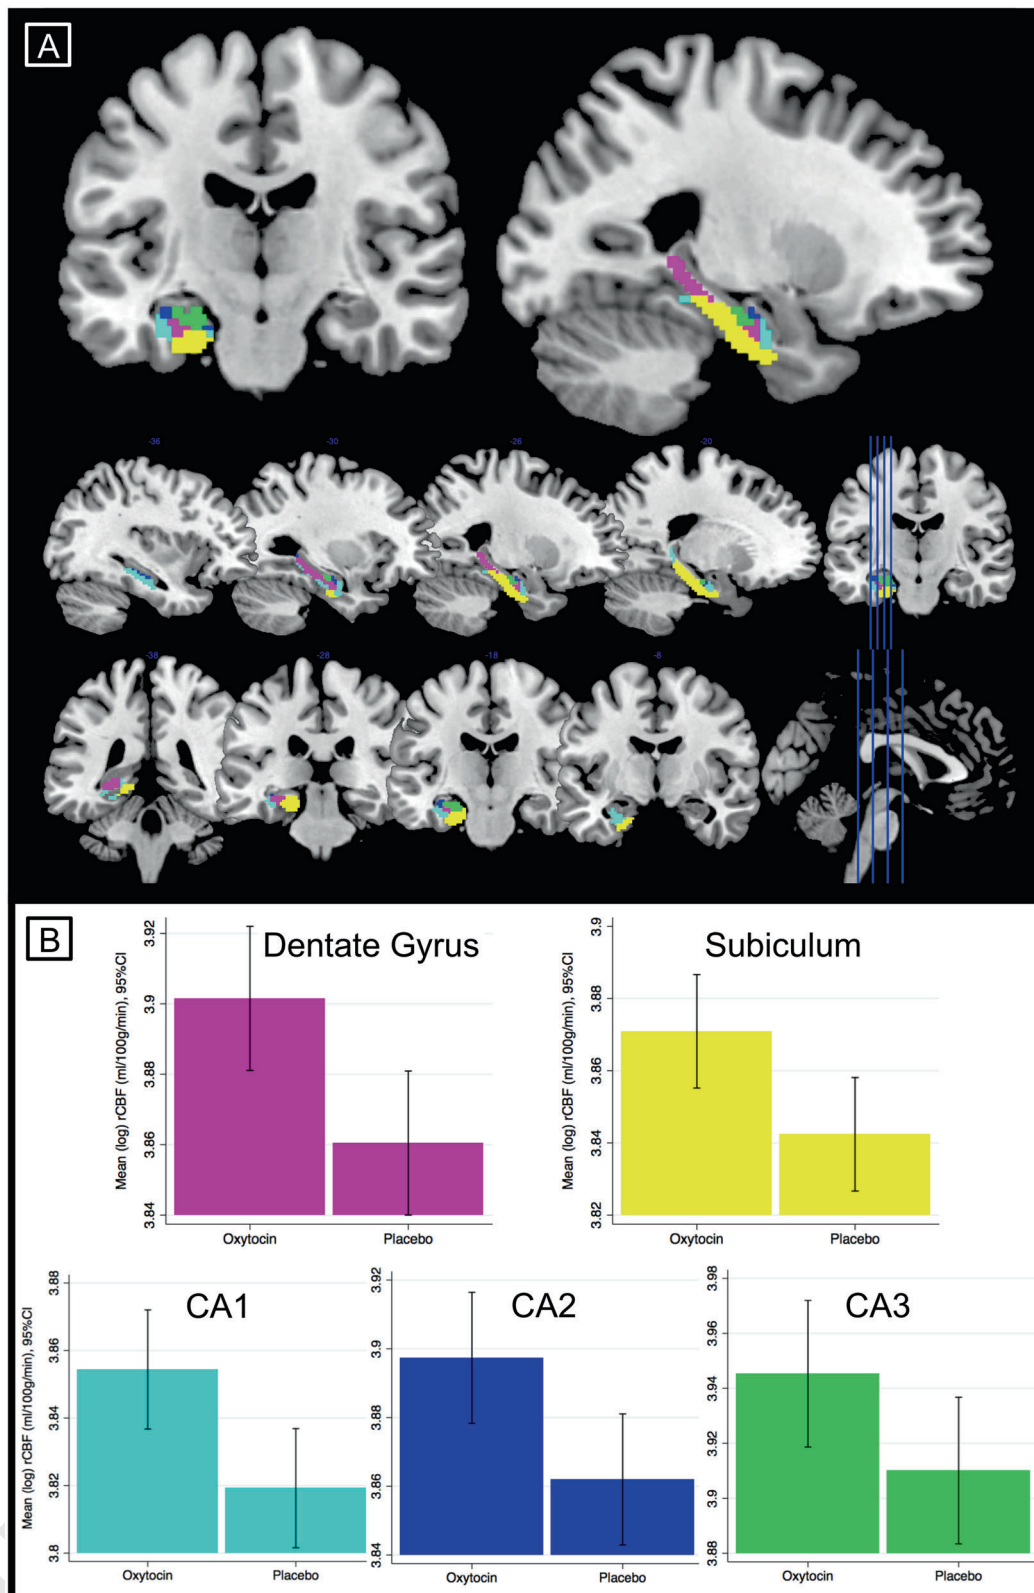 A
-36 -30 -26 -20
-38 -28 -18 -8
B
Dentate Gyrus
Mean (log) rCBF (ml/100g/min), 95%CI
3.92
3.9
3.88
3.86
3.84
Oxytocin Placebo
Subiculum
Mean (log) rCBF (ml/100g/min), 95%CI
3.9
3.88
3.86
3.84
3.82
Oxytocin Placebo
CA1
Mean (log) rCBF (ml/100g/min), 95%CI
3.88
3.86
3.84
3.82
3.8
Oxytocin Placebo
CA2
3.92
3.9
3.88
3.86
3.84
Oxytocin Placebo
CA3
3.98
3.96
3.94
3.92
3.9
3.88
Oxytocin Placebo